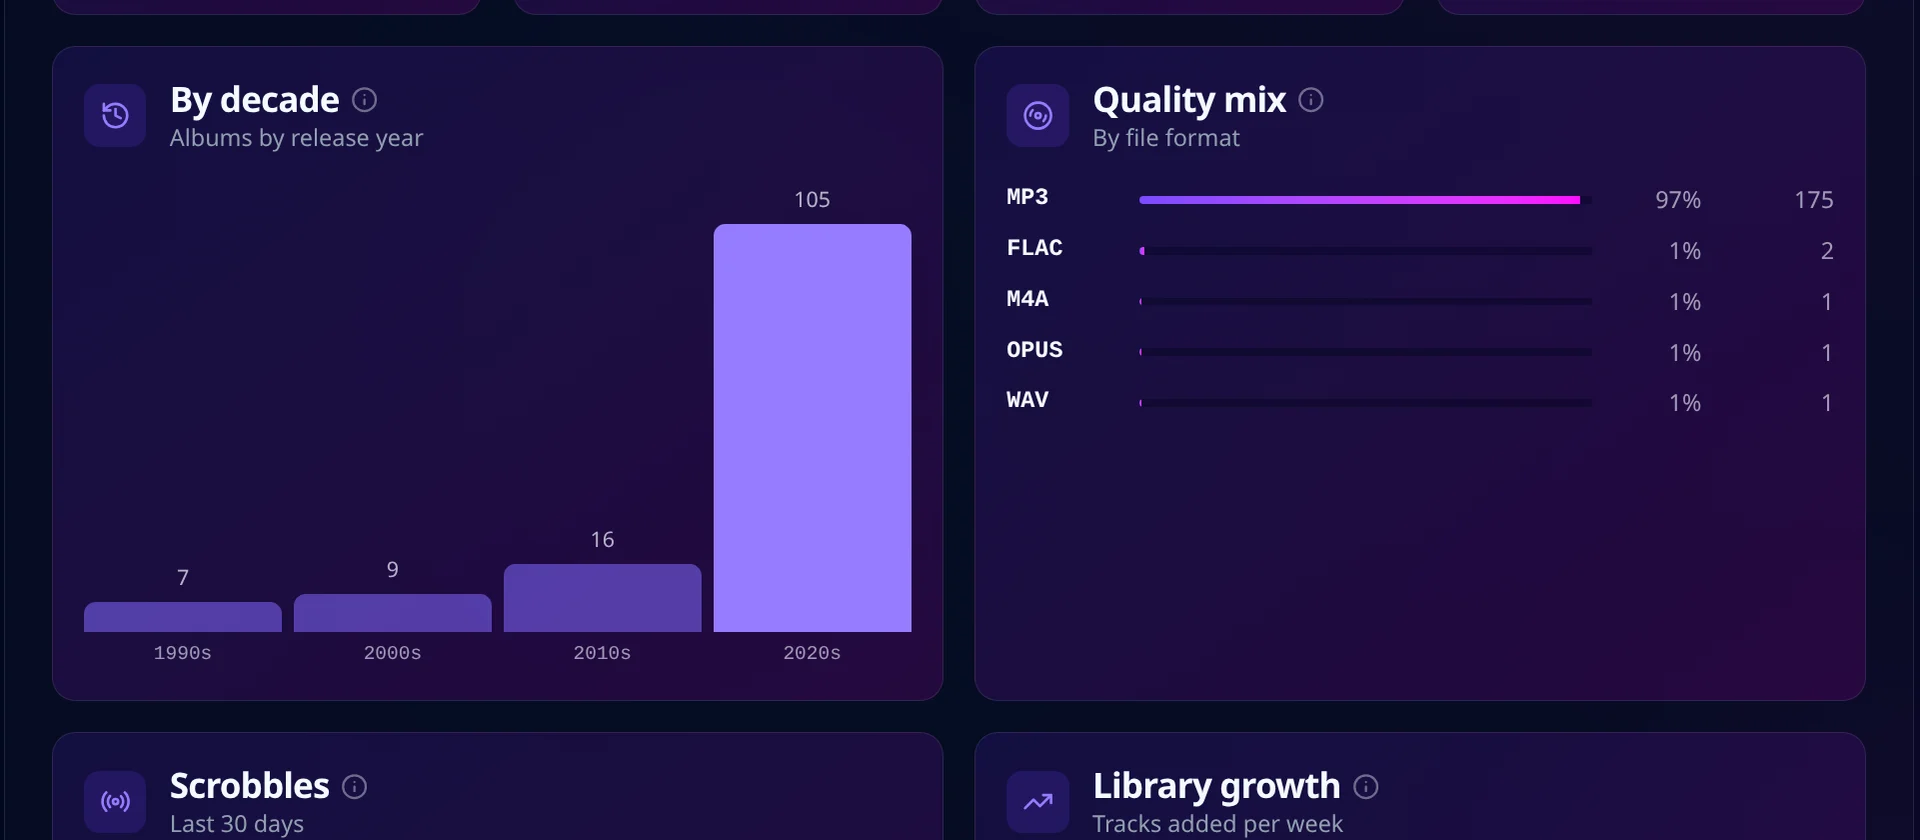 By decade
Albums by release year
105
16
9
7
1990s 2000s 2010s 2020s
Quality mix
By file format
MP3 97% 175
FLAC 1% 2
M4A 1% 1
OPUS 1% 1
WAV 1% 1
Scrobbles
Last 30 days
Library growth
Tracks added per week